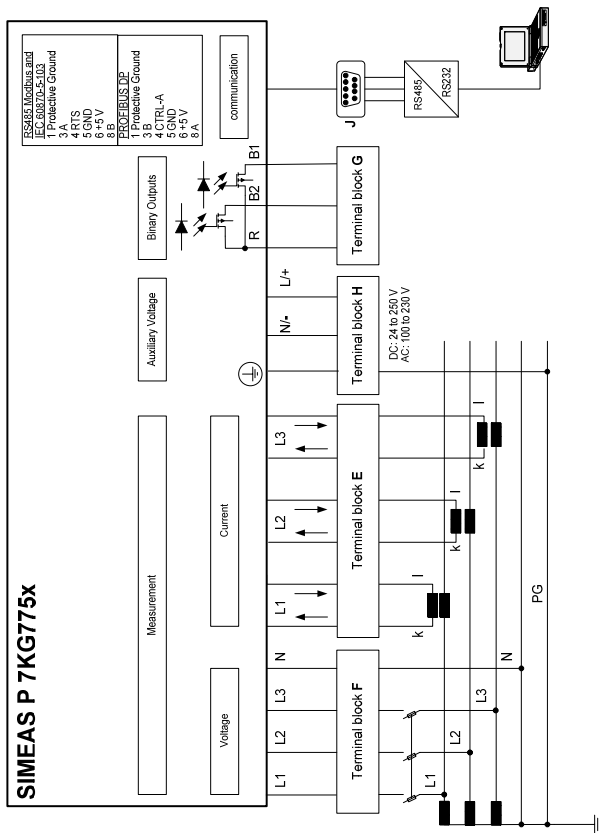 SIMEAS P 7KG775x
Measurement
Auxiliary Voltage
Binary Outputs
RS485 Modbus and
IEC 60870-5-103
1 Protective Ground
3 A
4 RTS
5 GND
6 +5 V
8 B
PROFIBUS DP
1 Protective Ground
3 B
4 CTRL-A
5 GND
6 +5 V
8 A
Voltage
Current
communication
L1
L2
L3
N
L1
L2
L3
N/-
L/+
R
B2
B1
Terminal block F
Terminal block E
Terminal block H
Terminal block G
J
RS485
RS232
DC: 24 to 250 V
AC: 100 to 230 V
k
l
k
l
k
l
L1
L2
L3
N
PG